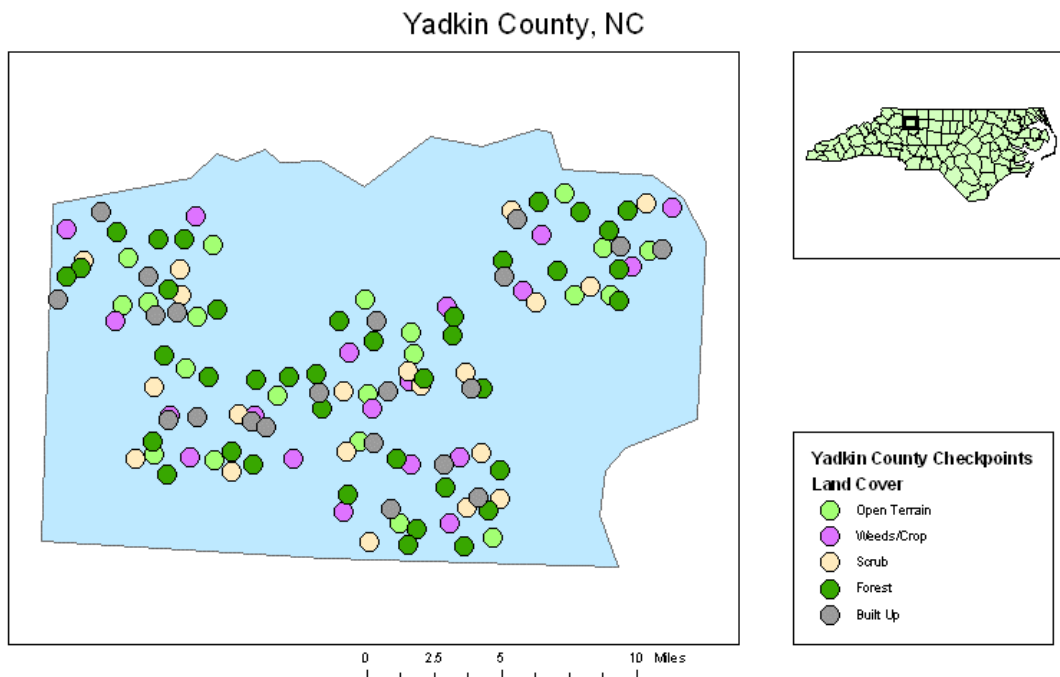 Yadkin County, NC
Yadkin County Checkpoints
Land Cover
Open Terrain
Weeds/Crop
Scrub
Forest
Built Up
0 2.5 5 10 Miles